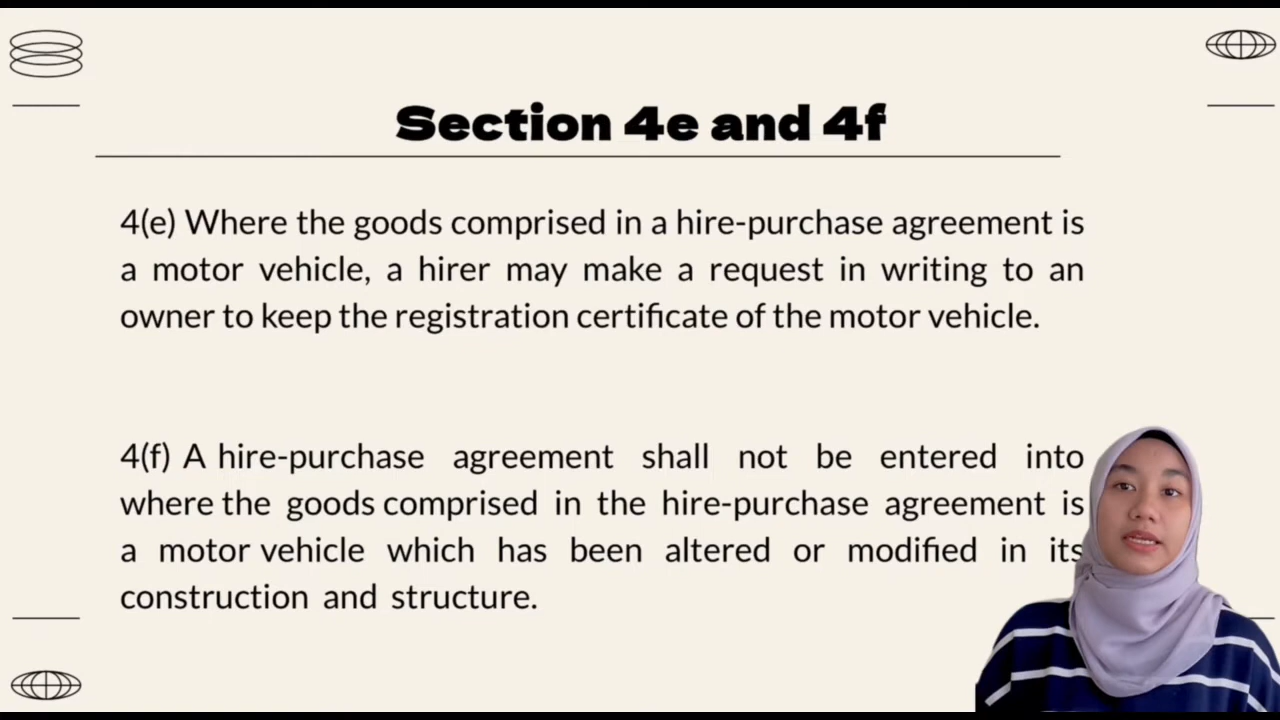 Section 4e and 4f
4(e) Where the goods comprised in a hire-purchase agreement is
a motor vehicle, a hirer may make a request in writing to an
owner to keep the registration certificate of the motor vehicle.
4(f) A hire-purchase agreement shall not be entered into
where the goods comprised in the hire-purchase agreement is
a motor vehicle which has been altered or modified in its
construction and structure.